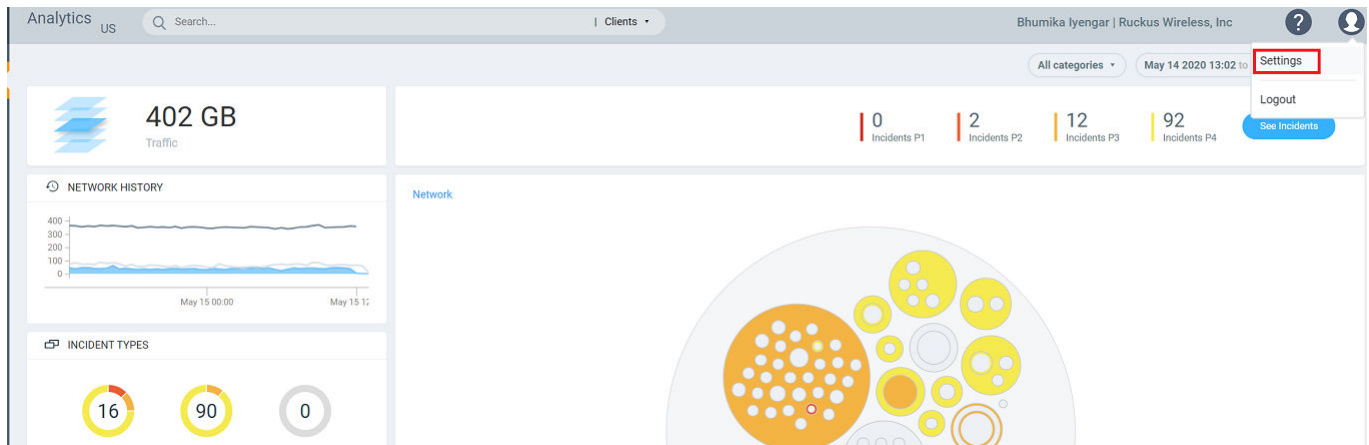 Analytics
US
Search...
| Clients
Bhumika Iyengar | Ruckus Wireless, Inc
?
All categories
May 14 2020 13:02 to
Settings
Logout
402 GB
Traffic
0
Incidents P1
2
Incidents P2
12
Incidents P3
92
Incidents P4
See Incidents
NETWORK HISTORY
400
300
200
100
0
May 15 00:00
May 15 12
INCIDENT TYPES
16
90
0
Network